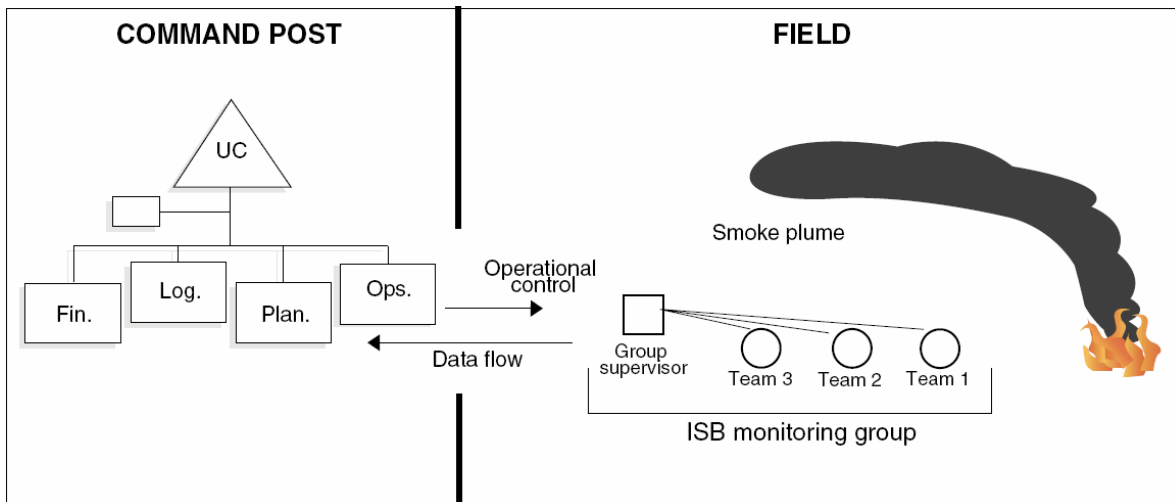 COMMAND POST
FIELD
UC
Fin.
Log.
Plan.
Ops.
Operational
control
Data flow
Smoke plume
Group
supervisor
Team 3
Team 2
Team 1
ISB monitoring group